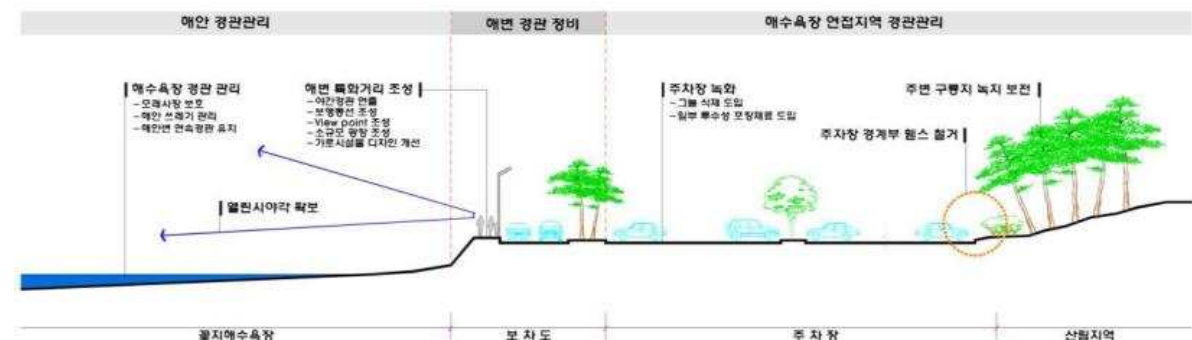 해안 경관관리
해변 경관 정비
해수욕장 연접지역 경관관리
해수욕장 경관 관리
-모래사장 보호
-해안 쓰레기 관리
-해안변 연속경관 유지
해변 특화거리 조성
-야간경관 연출
-보행동선 조성
-View point 조성
-소규모 광장 조성
-가로시설물 디자인 개선
주차장 녹화
-그늘 식재 도입
-일부 투수성 포장재료 도입
주변 구릉지 녹지 보전
주차장 경계부 휀스 철거
열린시야각 확보
꽃지해수욕장
보 차 도
주 차 장
산림지역